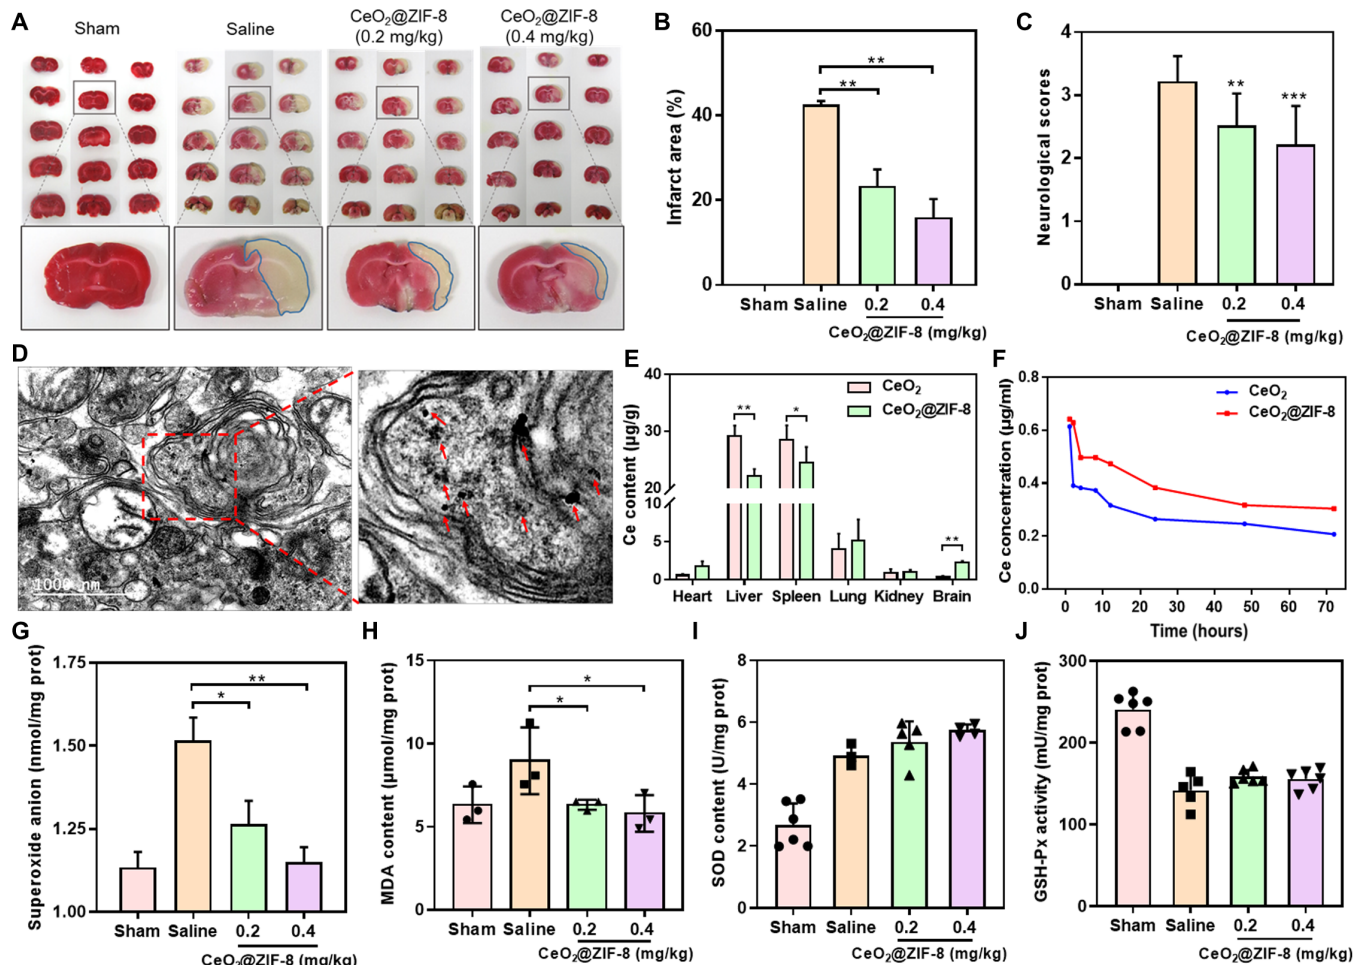 A
Sham
Saline
CeO₂@ZIF-8
(0.2 mg/kg)
CeO₂@ZIF-8
(0.4 mg/kg)
B
Infarct area (%)
60
40
20
0
**
**
Sham Saline 0.2 0.4
CeO₂@ZIF-8 (mg/kg)
C
Neurological scores
4
3
2
1
0
**
***
Sham Saline 0.2 0.4
CeO₂@ZIF-8 (mg/kg)
D
1000 nm
E
Ce content (μg/g)
40
30
20
10
5
0
CeO₂
CeO₂@ZIF-8
**
*
**
Heart Liver Spleen Lung Kidney Brain
F
Ce concentration (μg/ml)
0.8
0.6
0.4
0.2
0.0
CeO₂
CeO₂@ZIF-8
0 10 20 30 40 50 60 70
Time (hours)
G
Superoxide anion (nmol/mg prot)
1.75
1.50
1.25
1.00
**
*
Sham Saline 0.2 0.4
CeO₂@ZIF-8 (mg/kg)
H
MDA content (μmol/mg prot)
15
10
5
0
*
*
Sham Saline 0.2 0.4
CeO₂@ZIF-8 (mg/kg)
I
SOD content (U/mg prot)
8
6
4
2
0
Sham Saline 0.2 0.4
CeO₂@ZIF-8 (mg/kg)
J
GSH-Px activity (mU/mg prot)
300
200
100
0
Sham Saline 0.2 0.4
CeO₂@ZIF-8 (mg/kg)